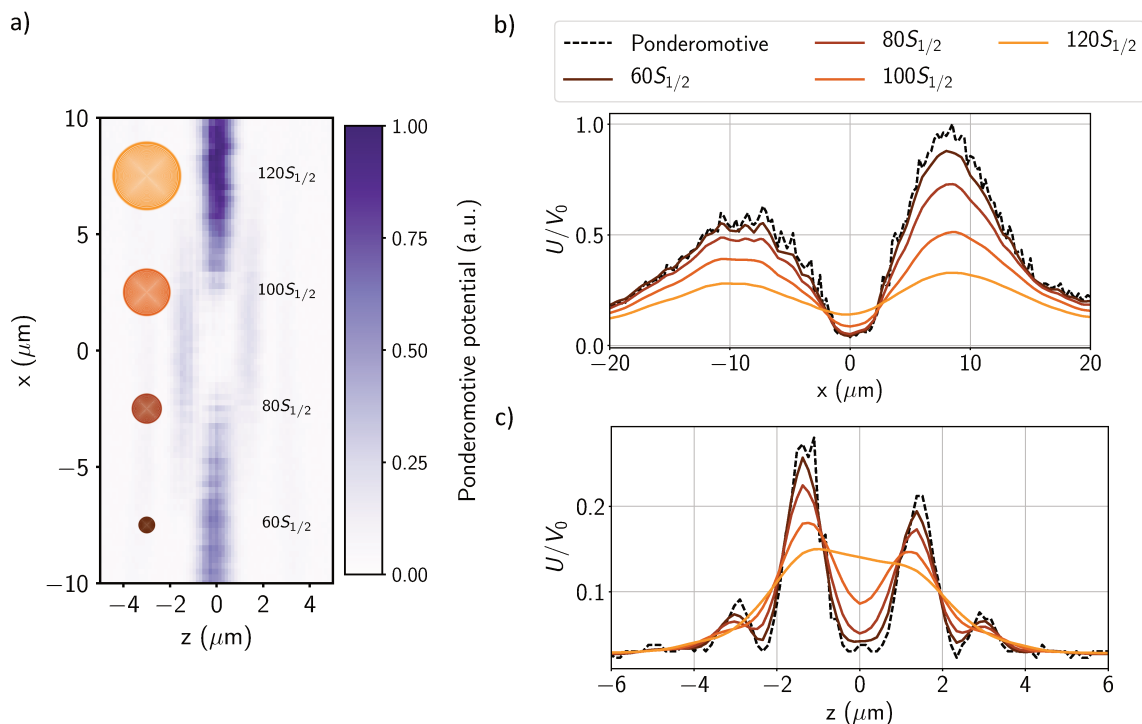 a)
10
5
0
−5
−10
x (μm)
−4
−2
0
2
4
z (μm)
120S1/2
100S1/2
80S1/2
60S1/2
1.00
0.75
0.50
0.25
0.00
Ponderomotive potential (a.u.)
b)
Ponderomotive 80S1/2 120S1/2
60S1/2 100S1/2
1.0
0.5
0.0
U/V0
−20 −10 0 10 20
x (μm)
c)
0.2
0.1
U/V0
−6 −4 −2 0 2 4 6
z (μm)